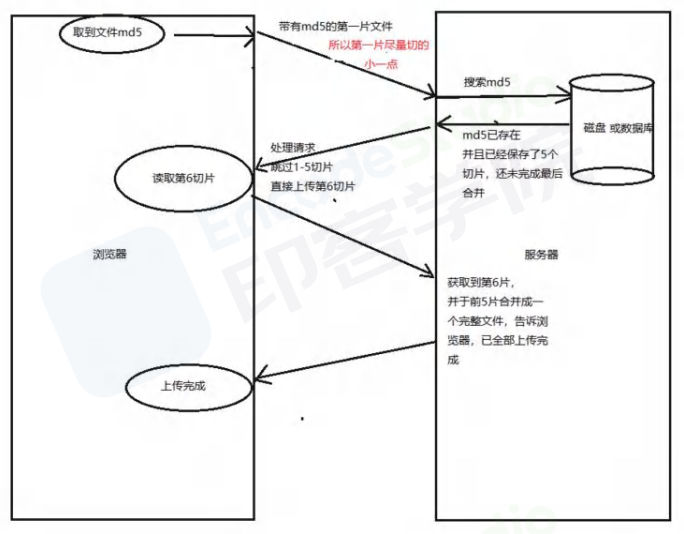 取到文件md5
带有md5的第一片文件
所以第一片尽量切的
小一点
搜索md5
磁盘 或数据库
md5已存在
并且已经保存了5个
切片，还未完成最后
合并
处理请求
跳过1-5切片
直接上传第6切片
读取第6切片
浏览器
服务器
获取到第6片，
并于前5片合并成一
个完整文件，告诉浏
览器，已全部上传完
成
上传完成
印客学院